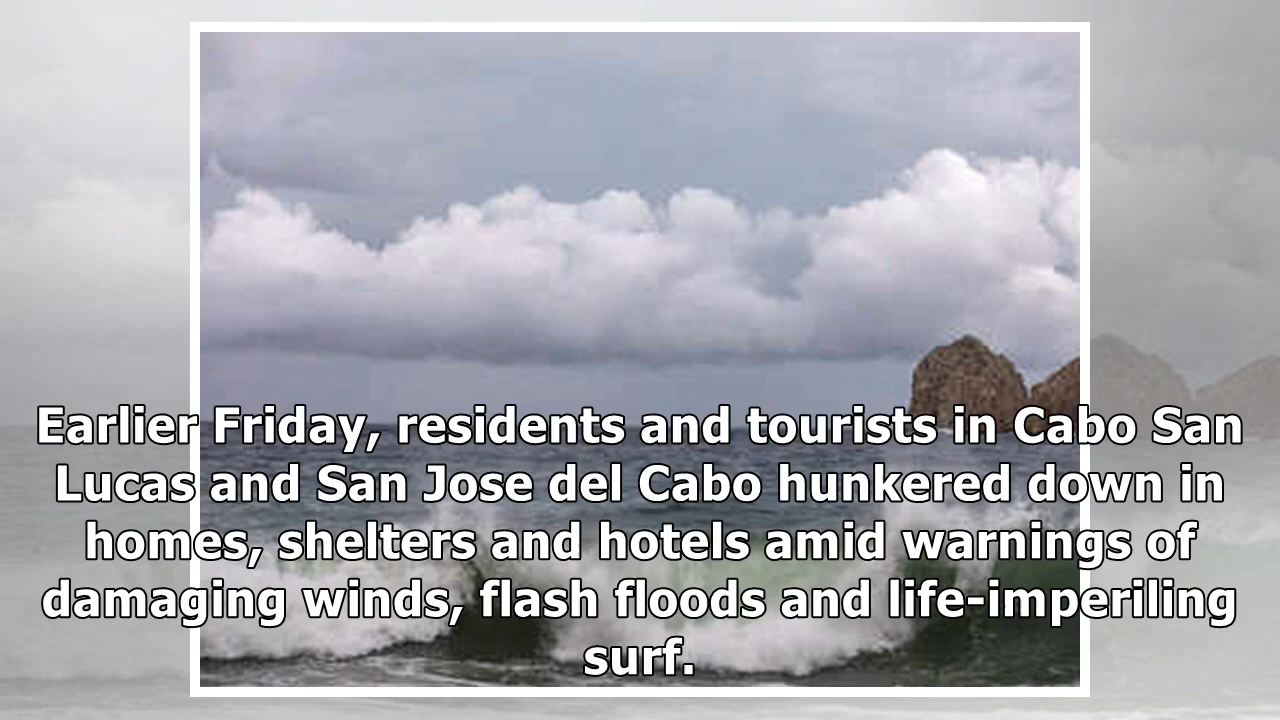 Earlier Friday, residents and tourists in Cabo San
Lucas and San Jose del Cabo hunkered down in
homes, shelters and hotels amid warnings of
damaging winds, flash floods and life-imperiling
surf.